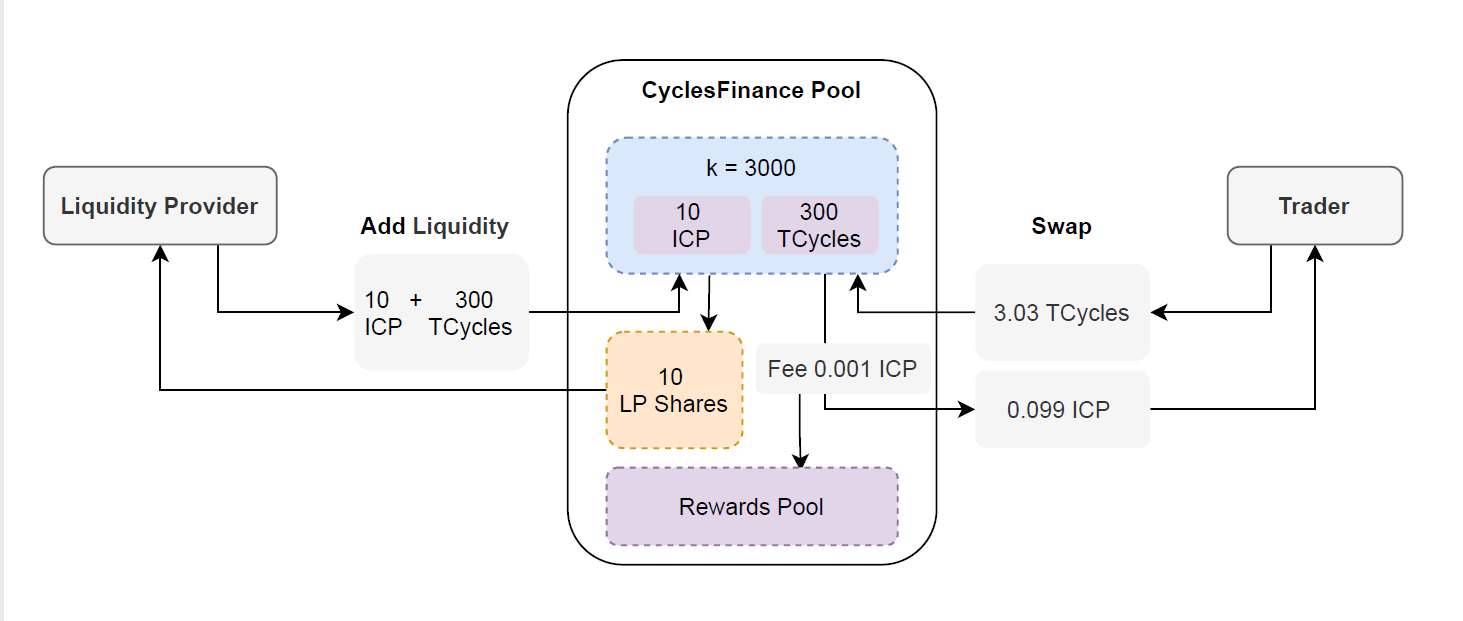 CyclesFinance Pool
k = 3000
10
ICP
300
TCycles
Liquidity Provider
Add Liquidity
10 + 300
ICP TCycles
10
LP Shares
Fee 0.001 ICP
Rewards Pool
Swap
3.03 TCycles
0.099 ICP
Trader